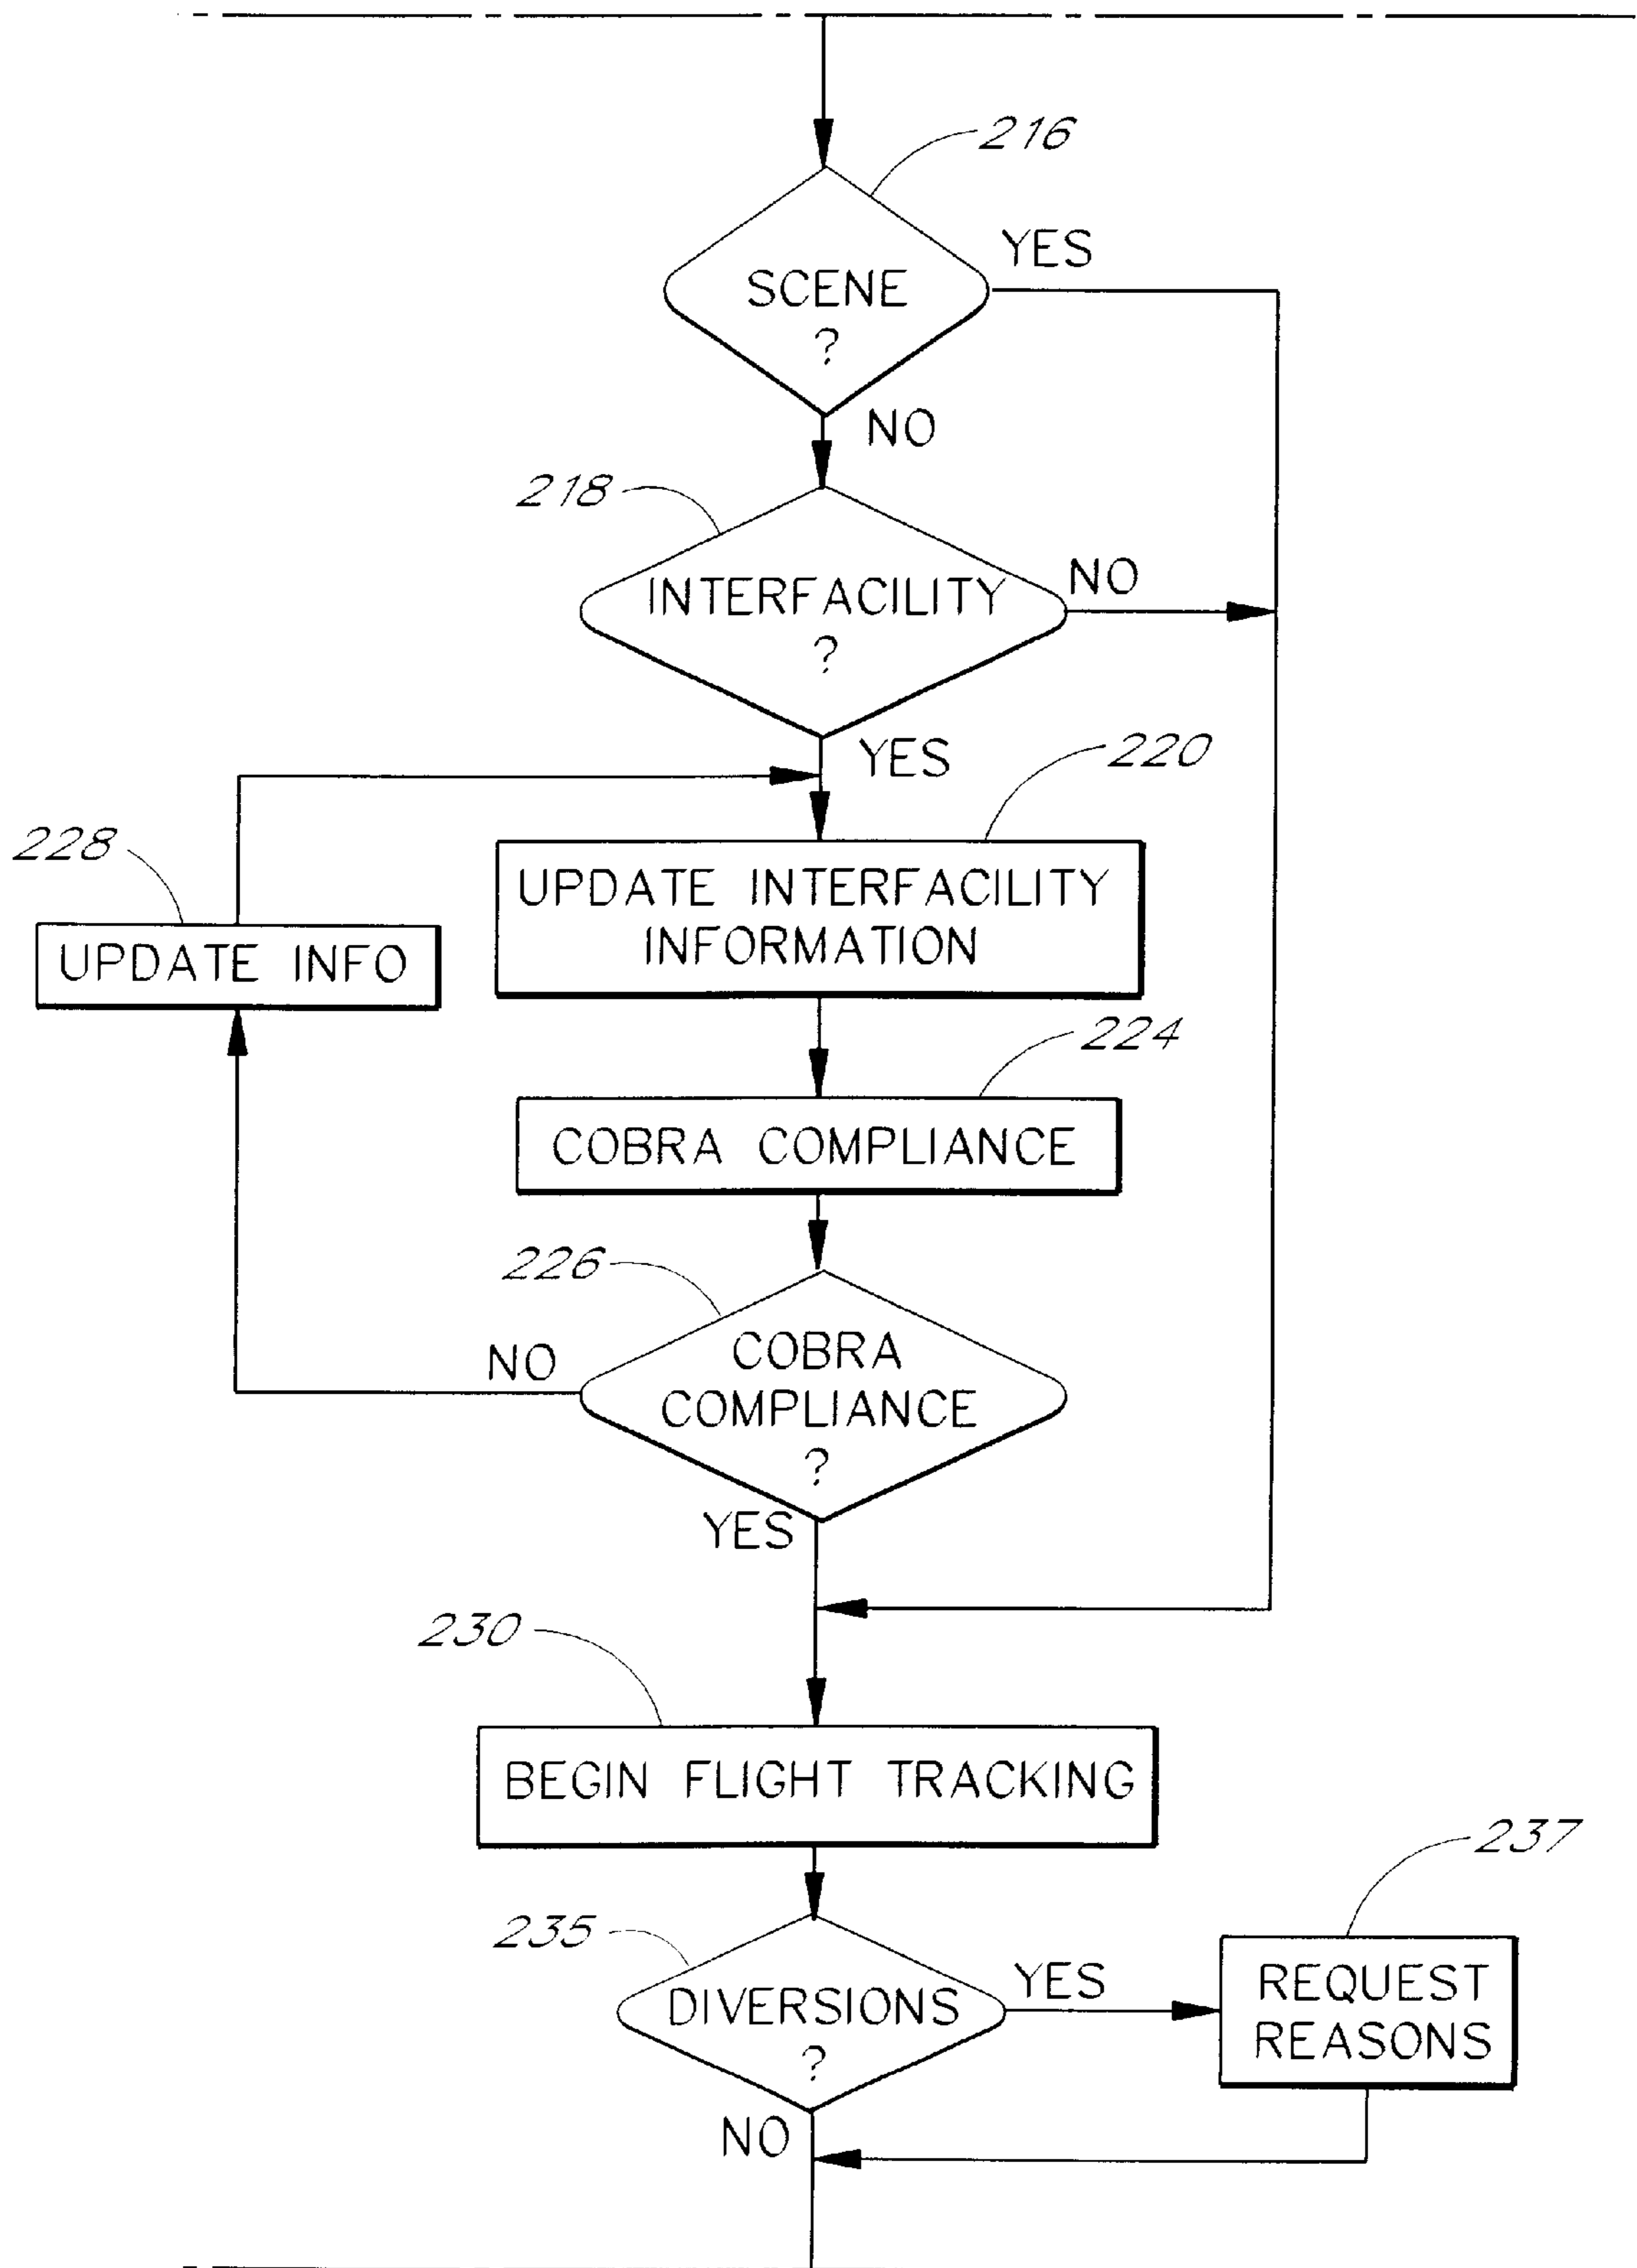 216
SCENE
?
YES
NO
218
INTERFACILITY
?
NO
YES
220
UPDATE INTERFACILITY
INFORMATION
228
UPDATE INFO
224
COBRA COMPLIANCE
226
COBRA
COMPLIANCE
?
NO
YES
230
BEGIN FLIGHT TRACKING
235
DIVERSIONS
?
YES
237
REQUEST
REASONS
NO